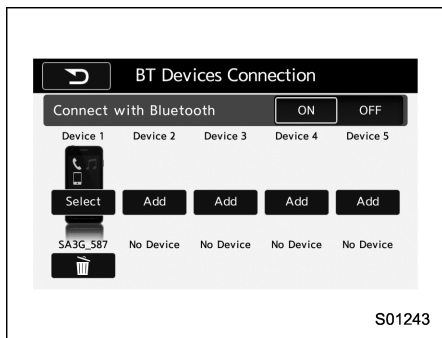 BT Devices Connection
Connect with Bluetooth ON OFF
Device 1 Device 2 Device 3 Device 4 Device 5
Select Add Add Add Add
SA3G_587 No Device No Device No Device No Device
S01243